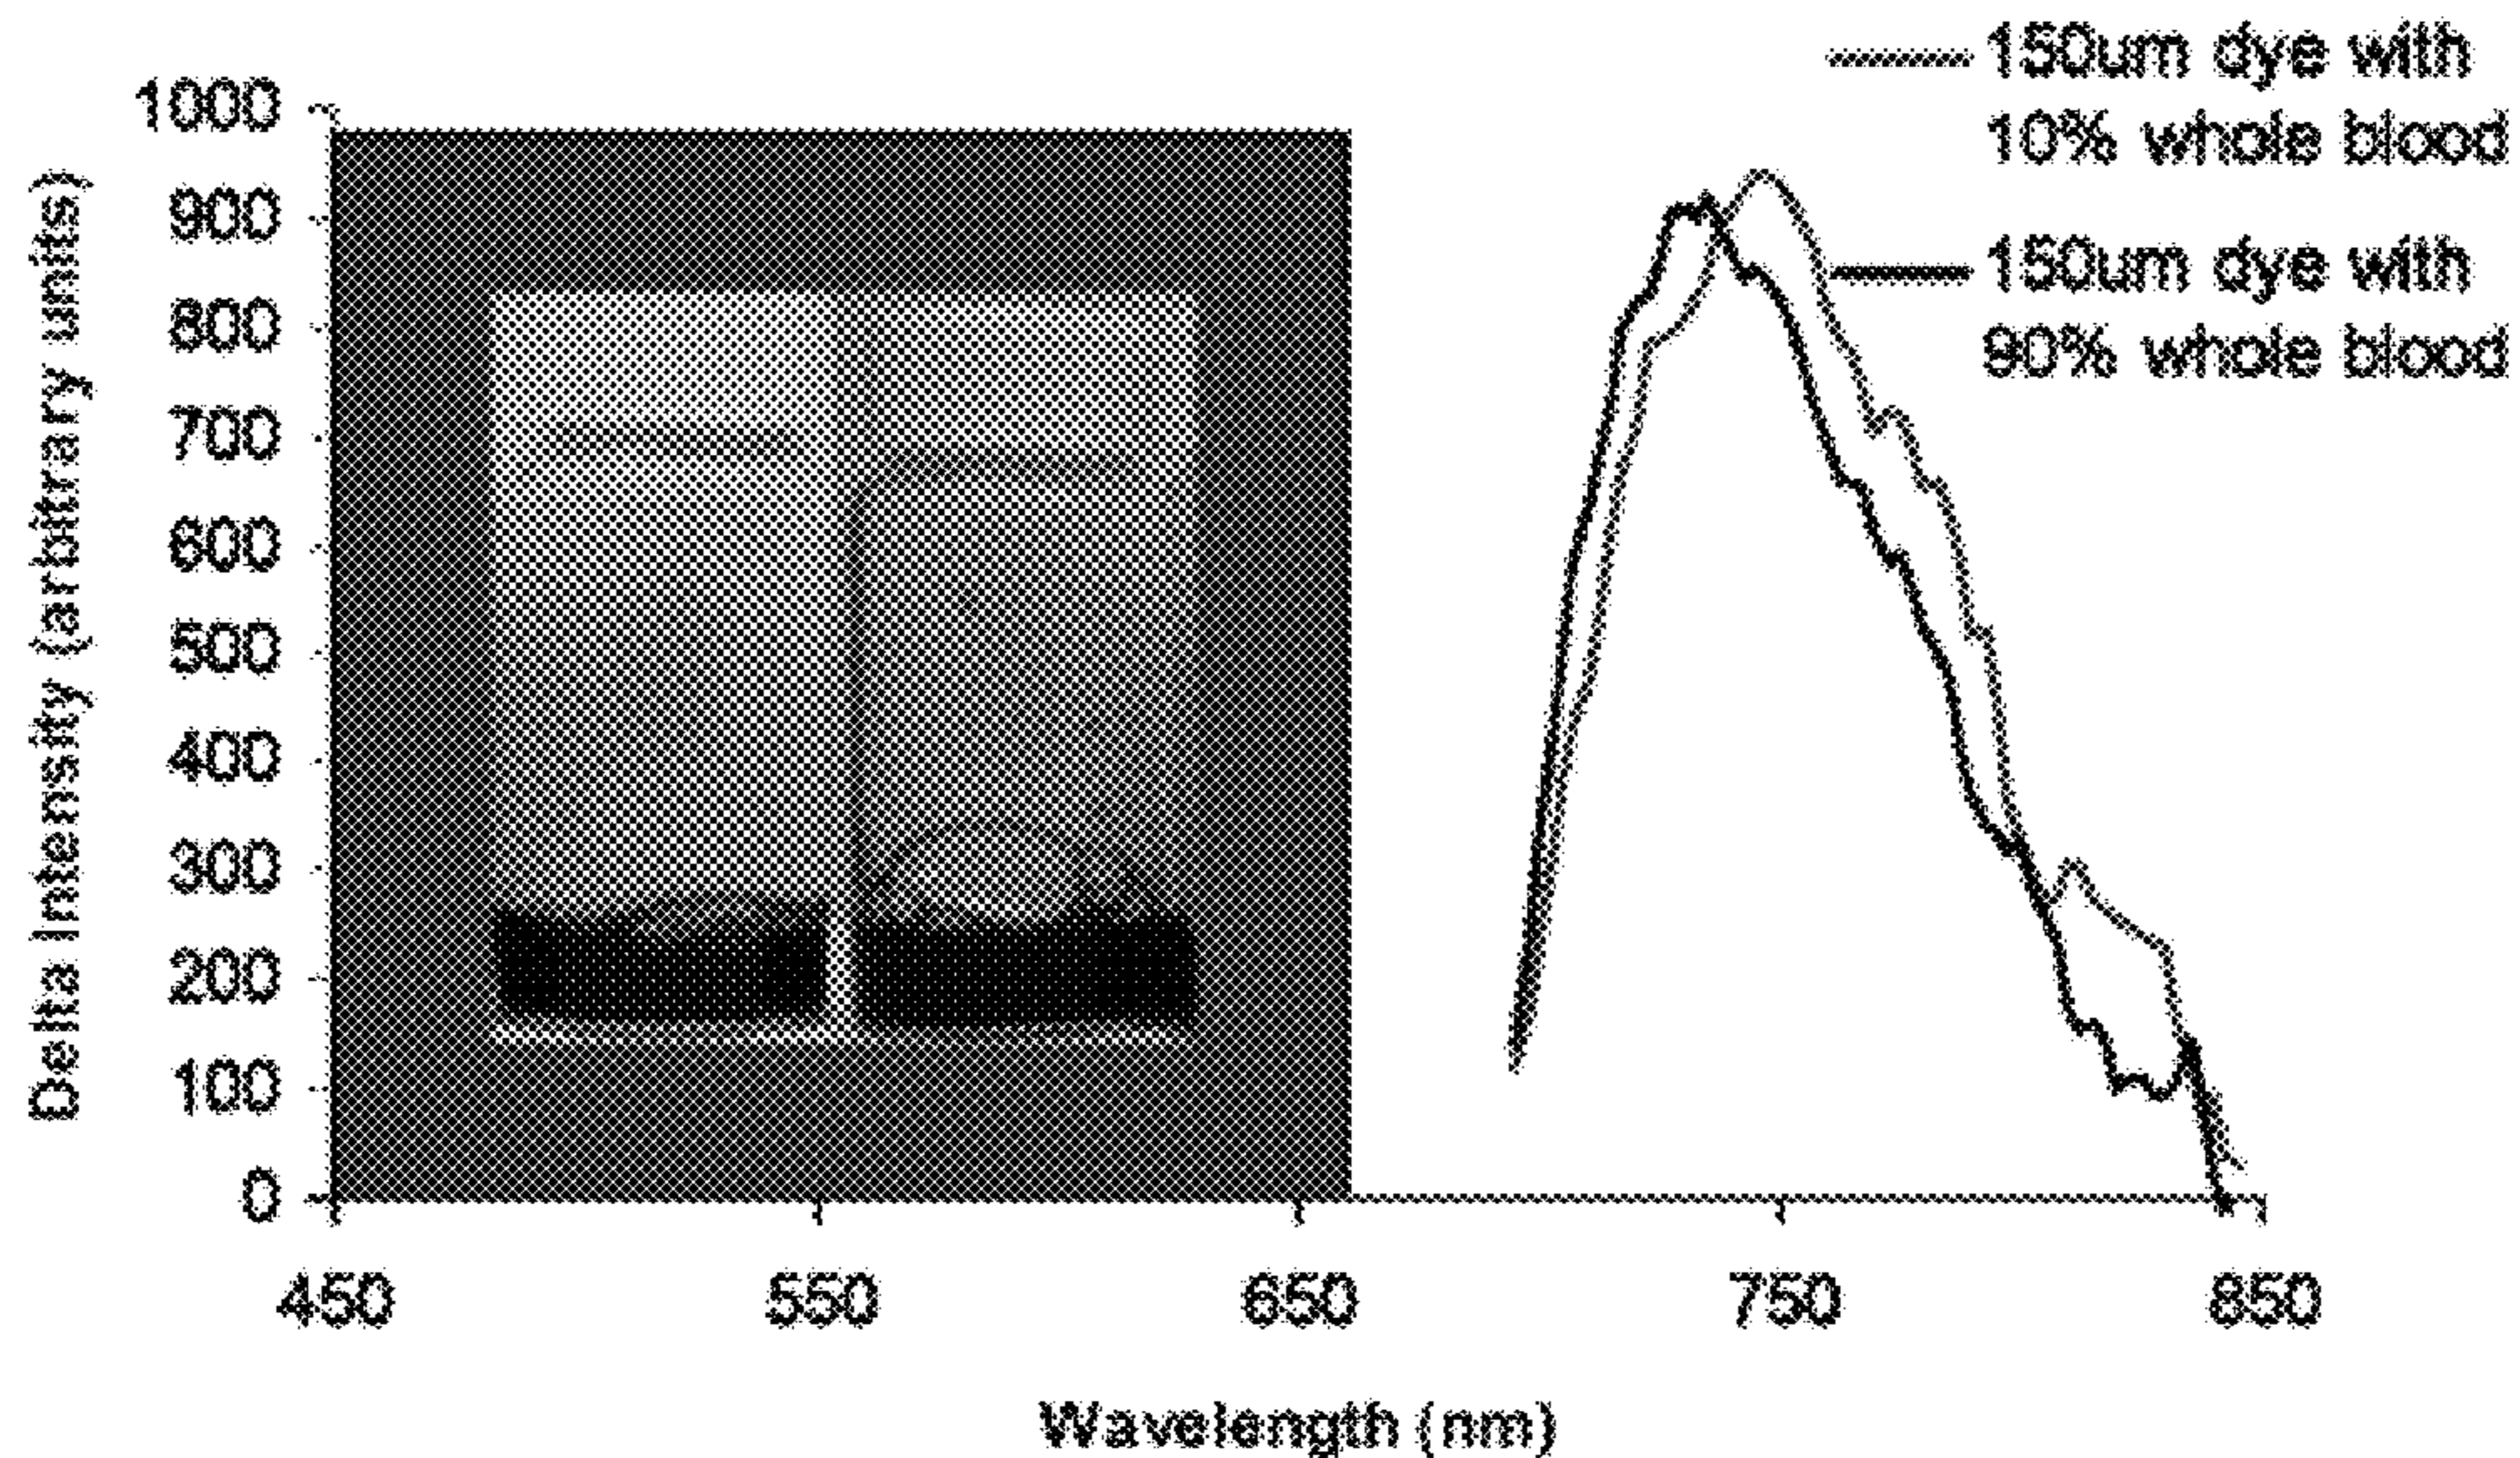 150um dye with
10% whole blood
150um dye with
90% whole blood
Delta Intensity (arbitrary units)
1000
900
800
700
600
500
400
300
200
100
0
450 550 650 750 850
Wavelength (nm)